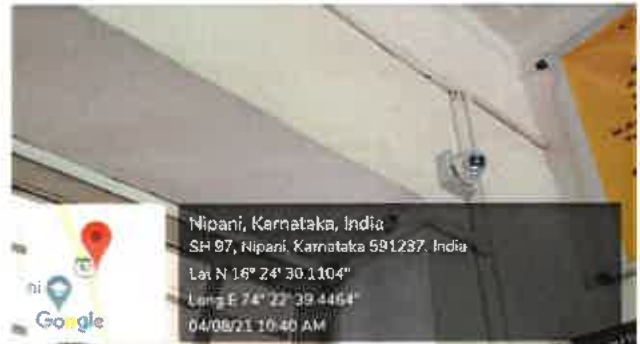 Nipani, Karnataka, India
SH 97, Nipani, Karnataka 591237, India
Lat N 16° 24' 30.1104"
Long E 74° 22' 39.4464"
04/08/21 10:40 AM
ni
Google